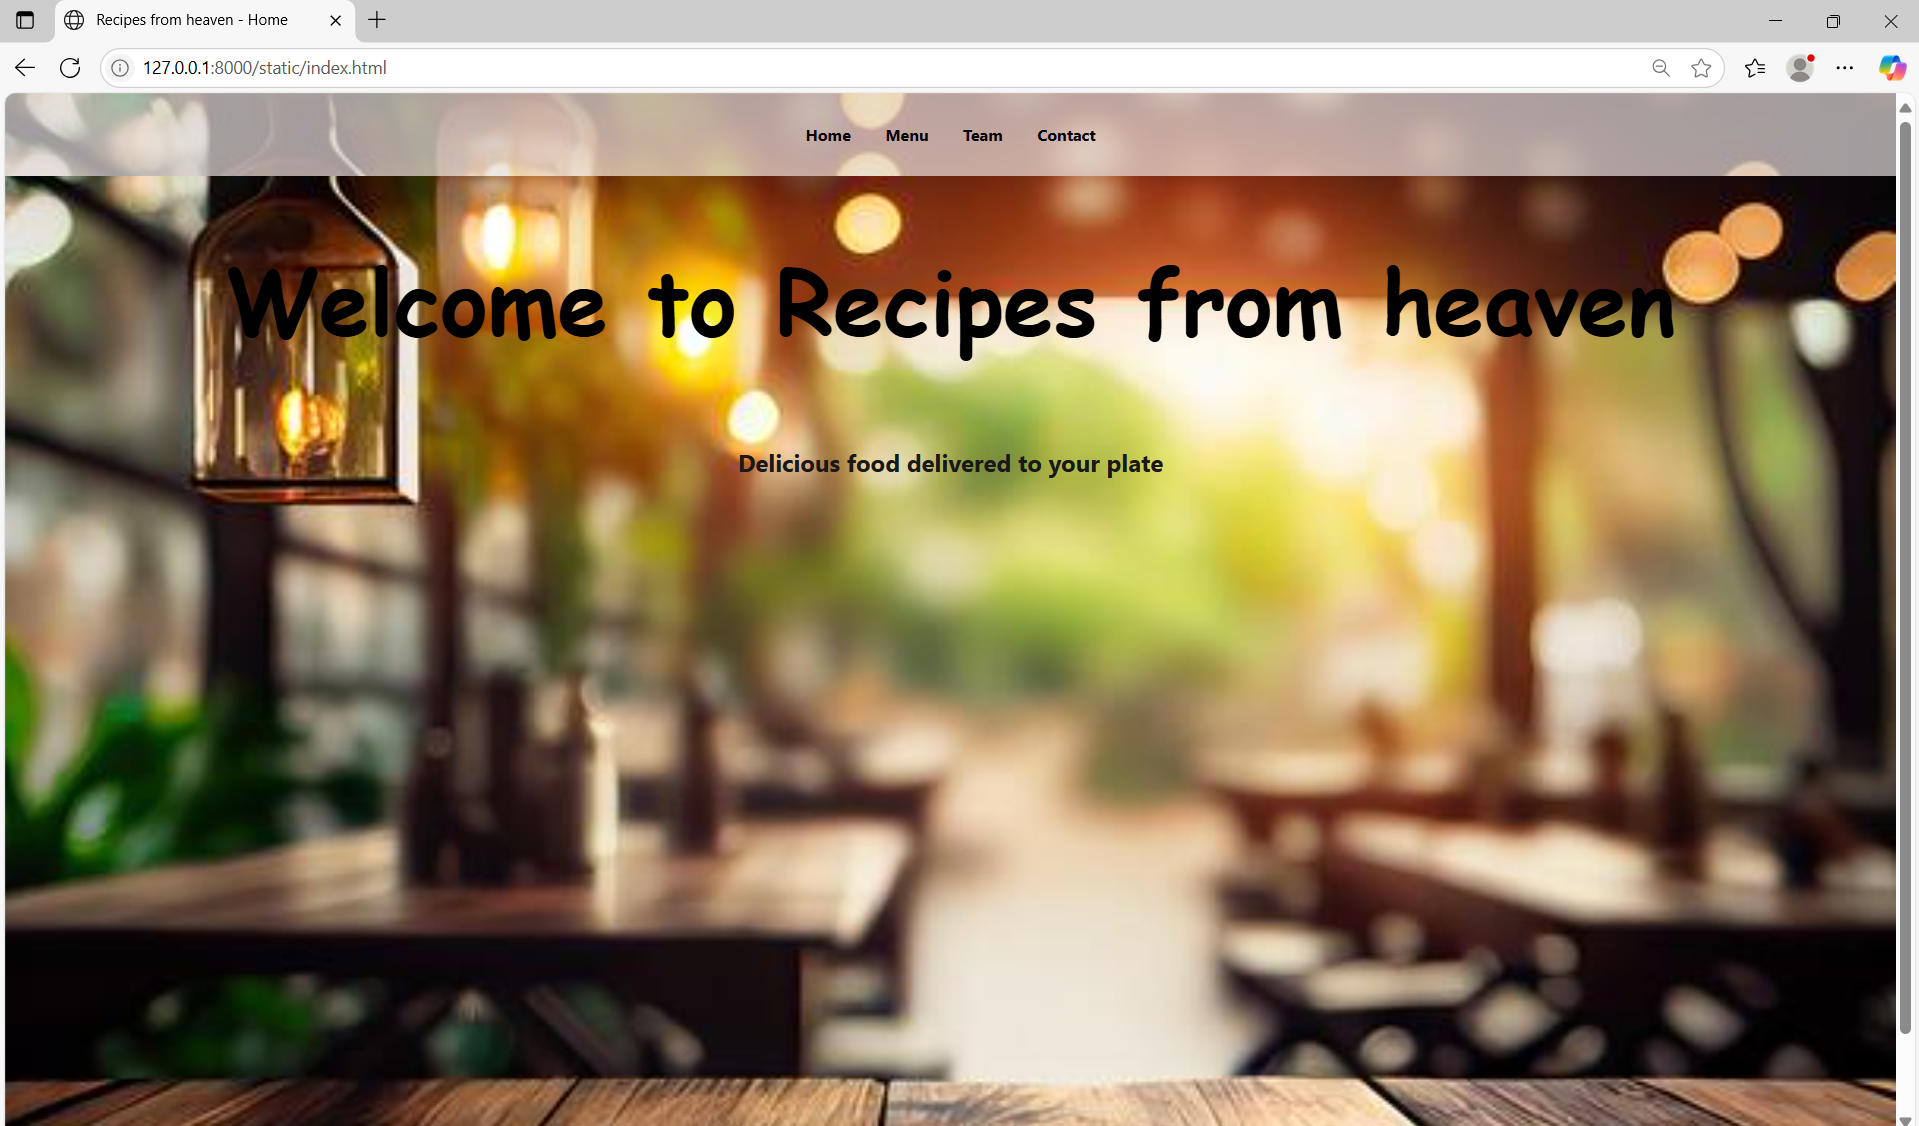 Recipes from heaven - Home
127.0.0.1:8000/static/index.html
Home Menu Team Contact
Welcome to Recipes from heaven
Delicious food delivered to your plate